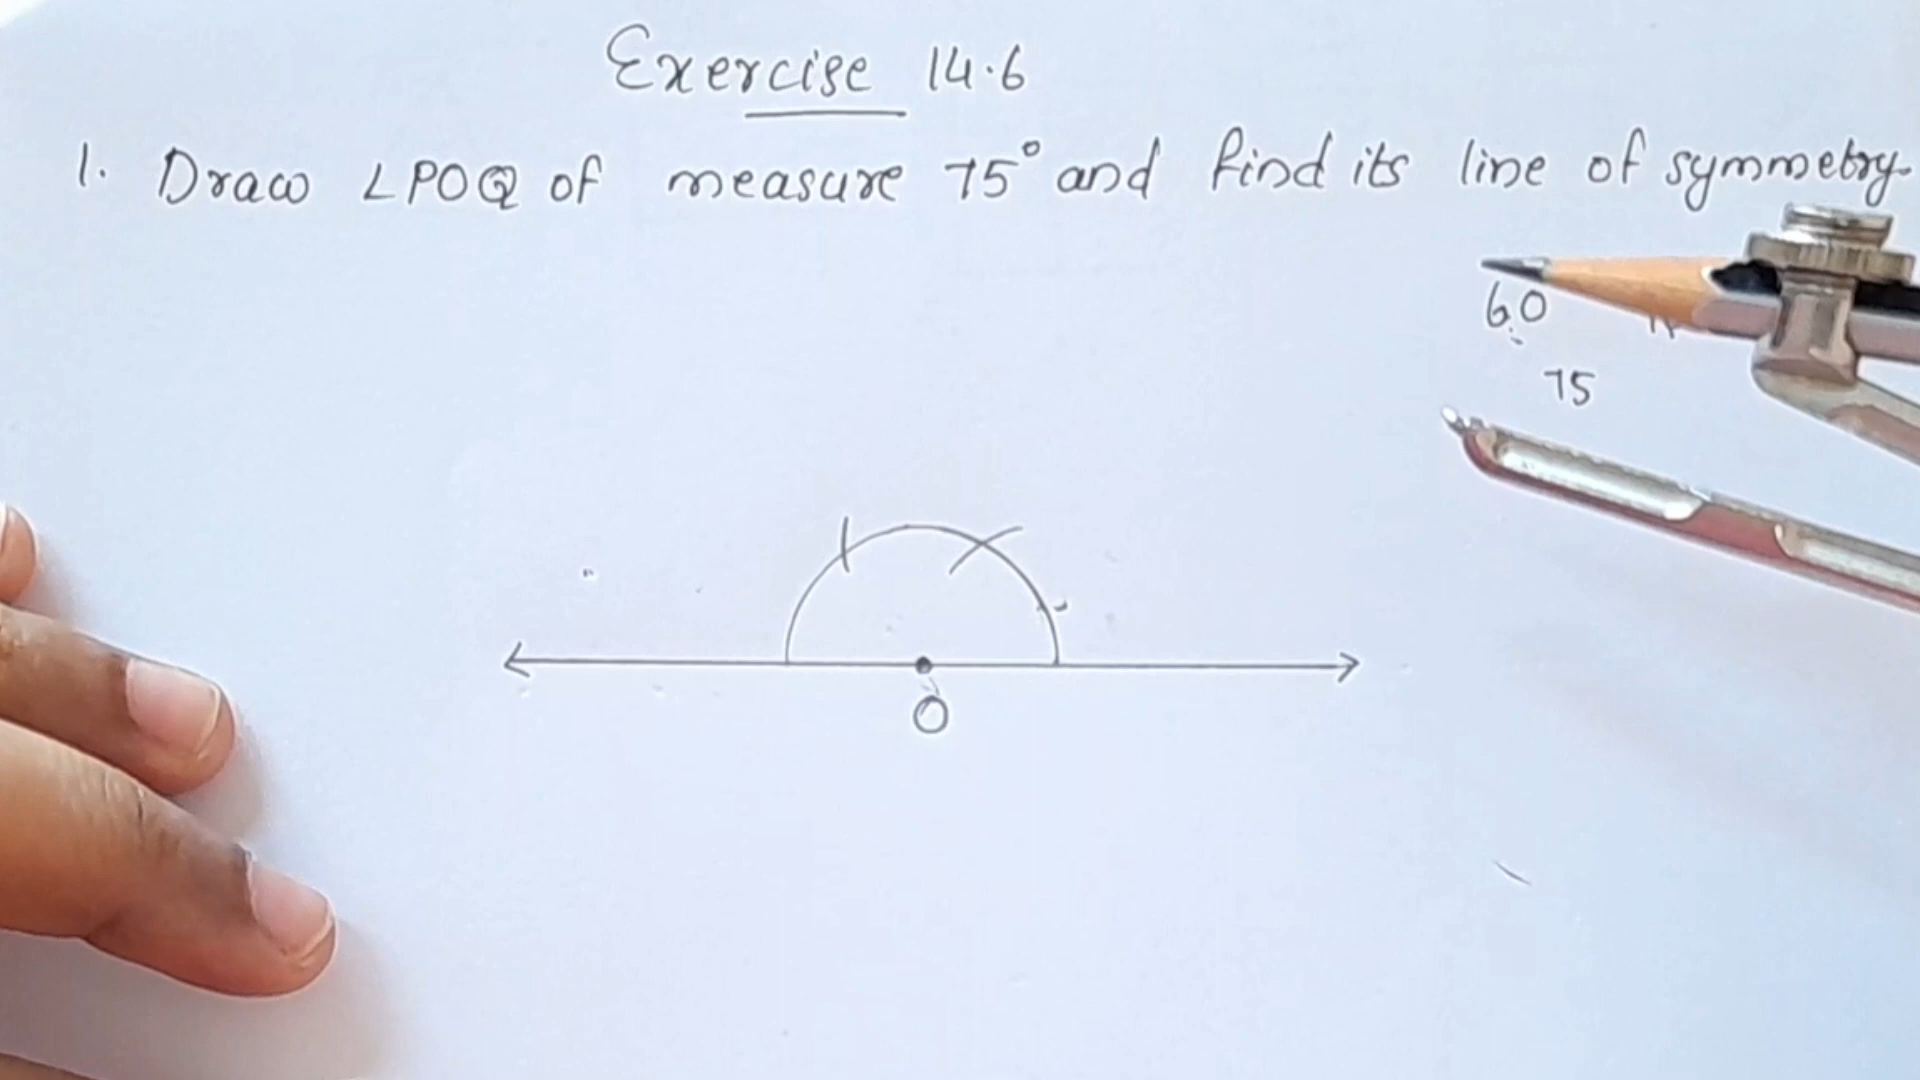 Exercise 14.6
1. Draw ∠POQ of measure 75° and find its line of symmetry.
60
75
O